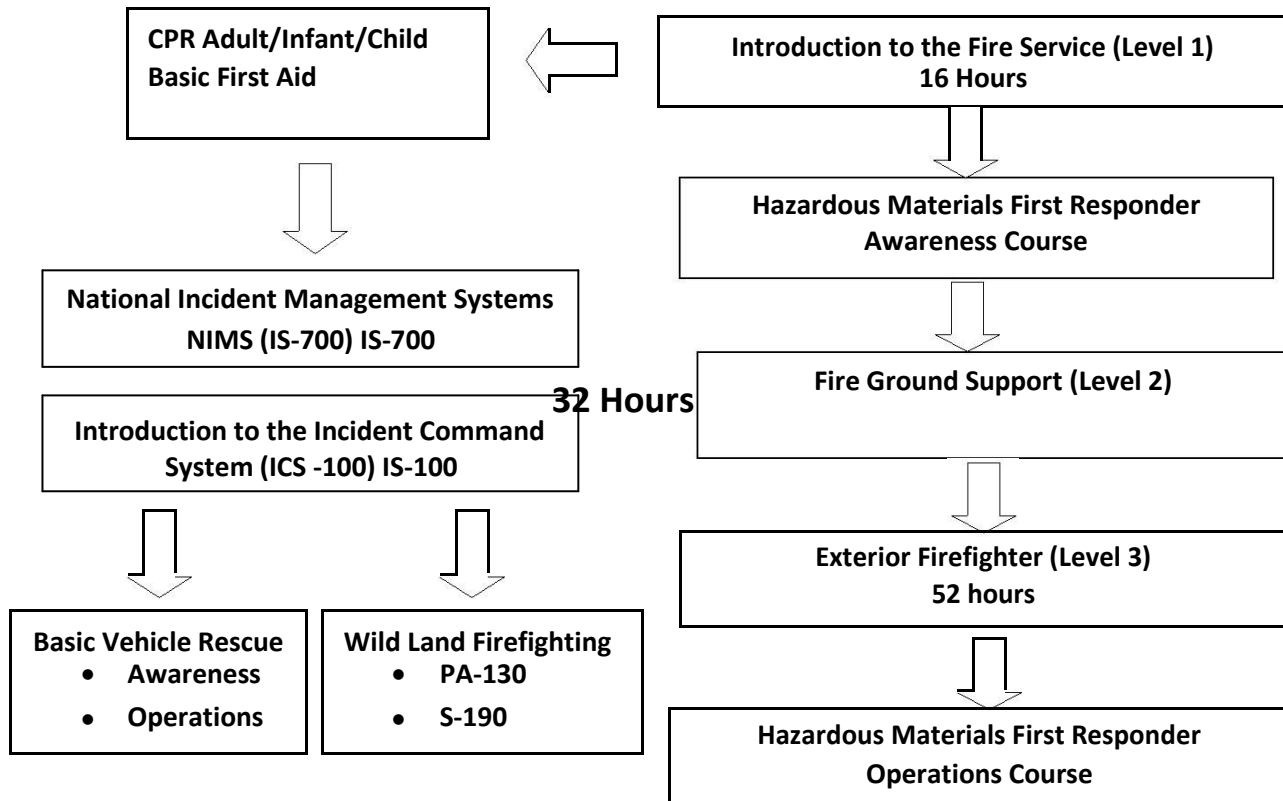 CPR Adult/Infant/Child
Basic First Aid
Introduction to the Fire Service (Level 1)
16 Hours
Hazardous Materials First Responder
Awareness Course
National Incident Management Systems
NIMS (IS-700) IS-700
Fire Ground Support (Level 2)
32 Hours
Introduction to the Incident Command
System (ICS -100) IS-100
Exterior Firefighter (Level 3)
52 hours
Basic Vehicle Rescue
• Awareness
• Operations
Wild Land Firefighting
• PA-130
• S-190
Hazardous Materials First Responder
Operations Course